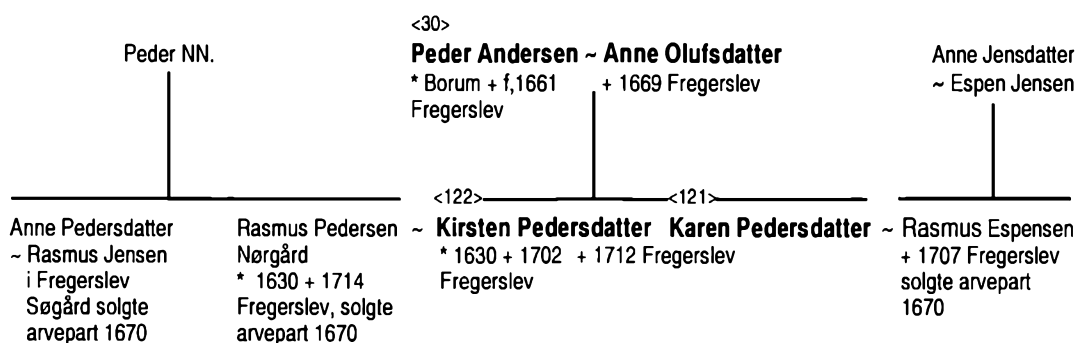 <30>
Peder NN.
Peder Andersen ~ Anne Olufsdatter
* Borum + f,1661 + 1669 Fregerslev
Fregerslev
Anne Jensdatter
~ Espen Jensen
<122> <121>
Anne Pedersdatter
~ Rasmus Jensen
i Fregerslev
Søgård solgte
arvepart 1670
Rasmus Pedersen
Nørgård
* 1630 + 1714
Fregerslev, solgte
arvepart 1670
~ Kirsten Pedersdatter Karen Pedersdatter ~ Rasmus Espensen
* 1630 + 1702 + 1712 Fregerslev
Fregerslev
+ 1707 Fregerslev
solgte arvepart
1670